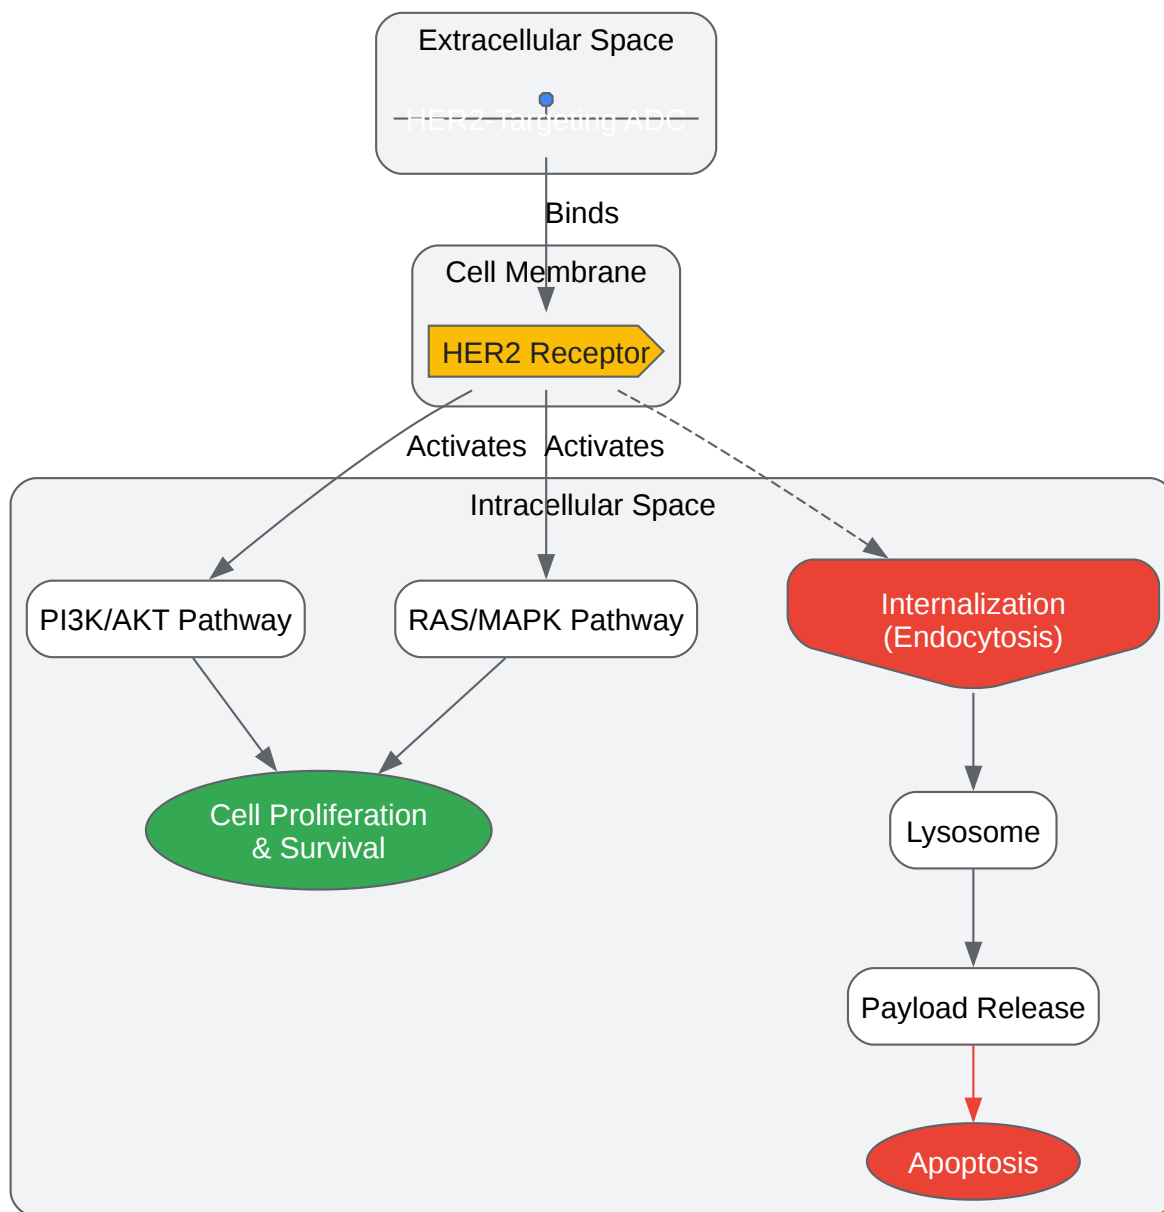 Extracellular Space
HER2-Targeting ADC
Binds
Cell Membrane
HER2 Receptor
Activates
Activates
Intracellular Space
PI3K/AKT Pathway
RAS/MAPK Pathway
Internalization
(Endocytosis)
Cell Proliferation
& Survival
Lysosome
Payload Release
Apoptosis